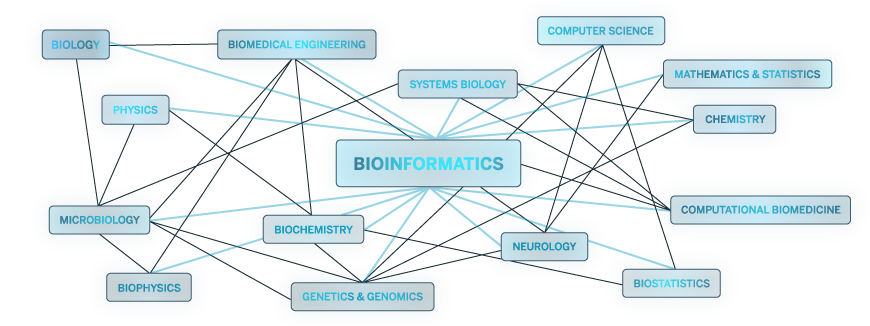 COMPUTER SCIENCE
BIOLOGY
BIOMEDICAL ENGINEERING
SYSTEMS BIOLOGY
MATHEMATICS & STATISTICS
PHYSICS
CHEMISTRY
BIOINFORMATICS
MICROBIOLOGY
BIOCHEMISTRY
COMPUTATIONAL BIOMEDICINE
NEUROLOGY
BIOPHYSICS
GENETICS & GENOMICS
BIOSTATISTICS